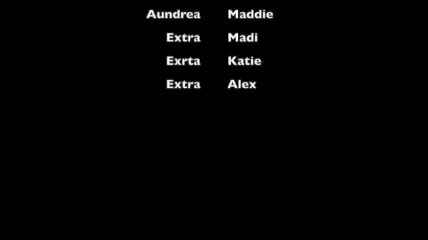 Aundrea Maddie
Extra Madi
Exrta Katie
Extra Alex